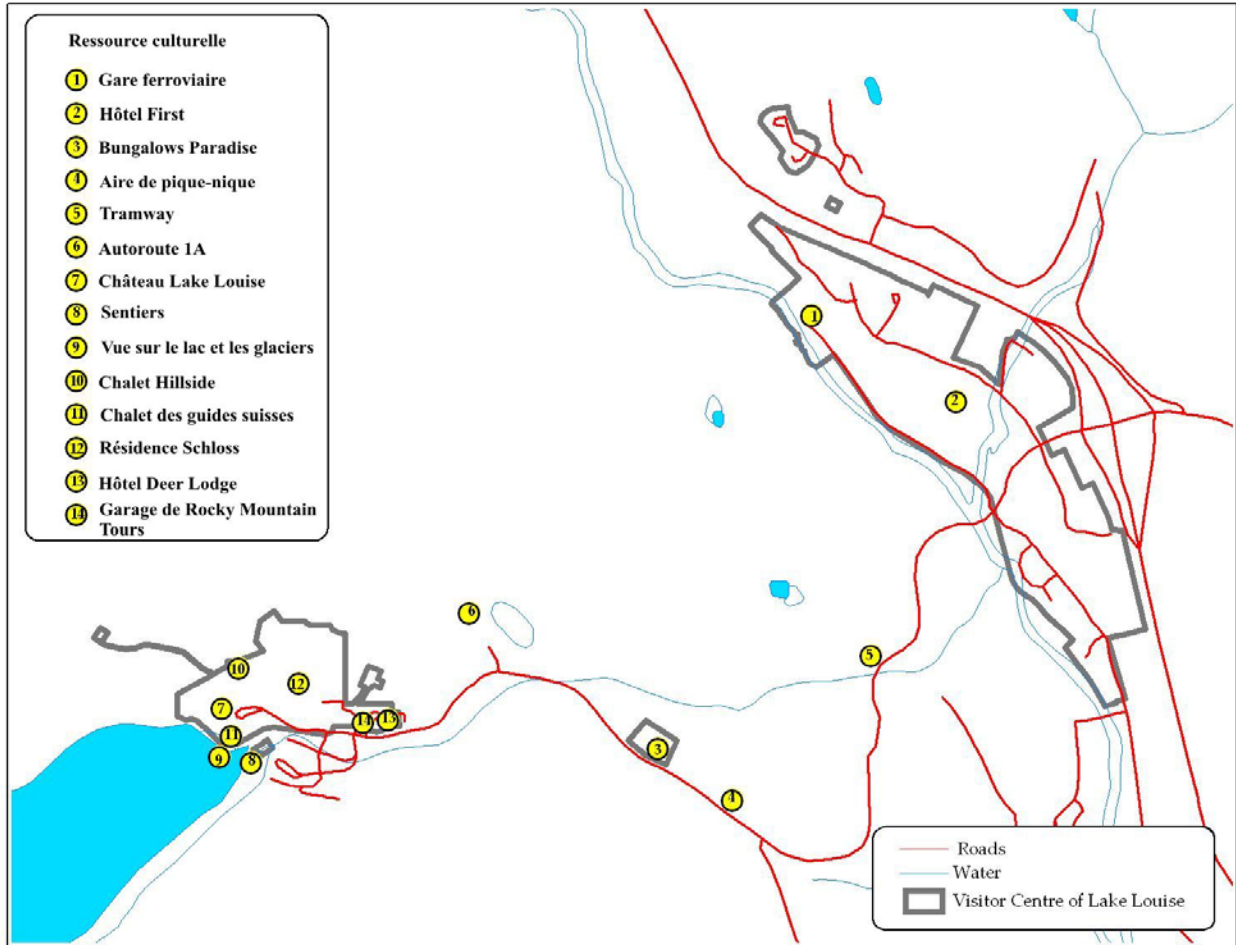 Ressource culturelle
1 Gare ferroviaire
2 Hôtel First
3 Bungalows Paradise
4 Aire de pique-nique
5 Tramway
6 Autoroute 1A
7 Château Lake Louise
8 Sentiers
9 Vue sur le lac et les glaciers
10 Chalet Hillside
11 Chalet des guides suisses
12 Résidence Schloss
13 Hôtel Deer Lodge
14 Garage de Rocky Mountain
Tours
1
2
6
5
10
12
7
14
13
11
9
8
3
4
Roads
Water
Visitor Centre of Lake Louise